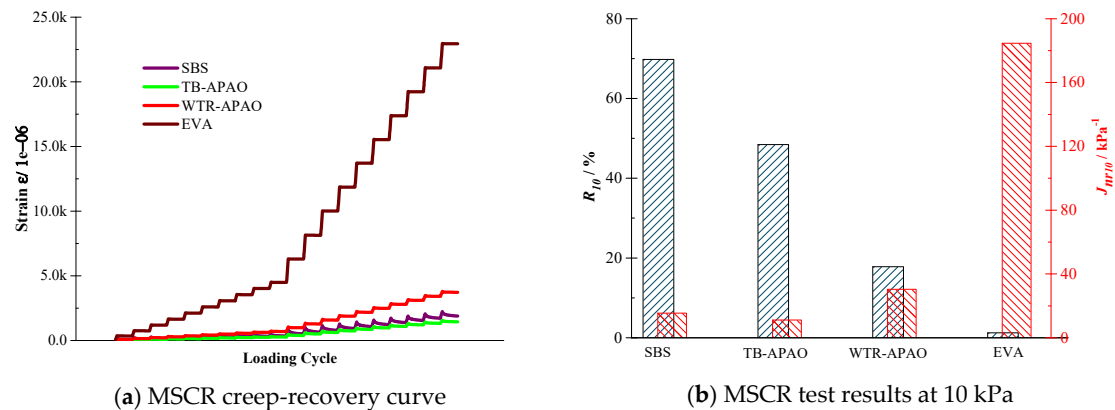 25.0k
20.0k
15.0k
10.0k
5.0k
0.0
Strain ε/ 1e−06
SBS
TB-APAO
WTR-APAO
EVA
Loading Cycle
(a) MSCR creep-recovery curve
80
60
40
20
0
R10 / %
200
160
120
80
40
0
Jnr10 / kPa-1
SBS
TB-APAO
WTR-APAO
EVA
(b) MSCR test results at 10 kPa